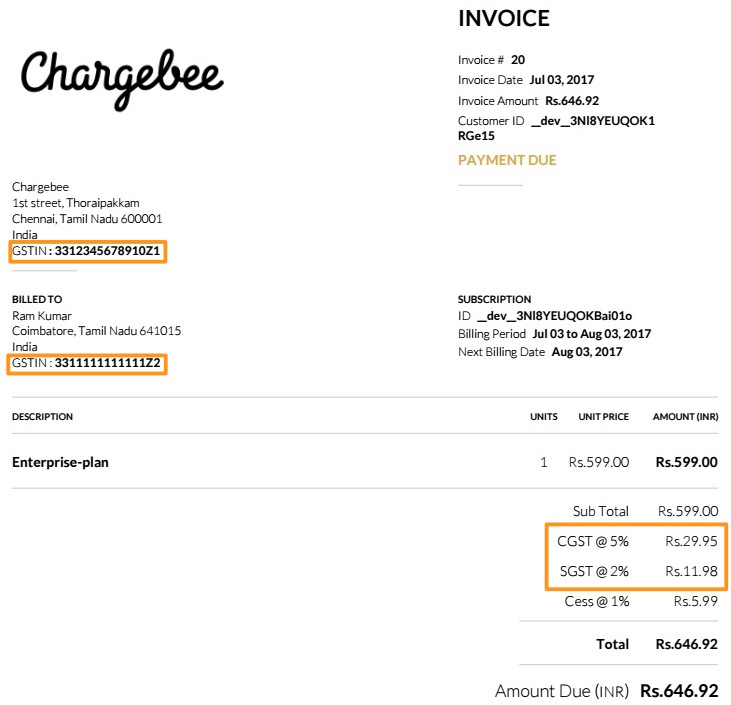 INVOICE
Chargebee
Invoice # 20
Invoice Date Jul 03, 2017
Invoice Amount Rs.646.92
Customer ID __dev__3Nl8YEUQOK1
RGe15
PAYMENT DUE
Chargebee
1st street, Thoraipakkam
Chennai, Tamil Nadu 600001
India
GSTIN : 3312345678910Z1
BILLED TO
Ram Kumar
Coimbatore, Tamil Nadu 641015
India
GSTIN : 3311111111111Z2
SUBSCRIPTION
ID __dev__3Nl8YEUQOKBai01o
Billing Period Jul 03 to Aug 03, 2017
Next Billing Date Aug 03, 2017
DESCRIPTION UNITS UNIT PRICE AMOUNT (INR)
Enterprise-plan 1 Rs.599.00 Rs.599.00
Sub Total Rs.599.00
CGST @ 5% Rs.29.95
SGST @ 2% Rs.11.98
Cess @ 1% Rs.5.99
Total Rs.646.92
Amount Due (INR) Rs.646.92